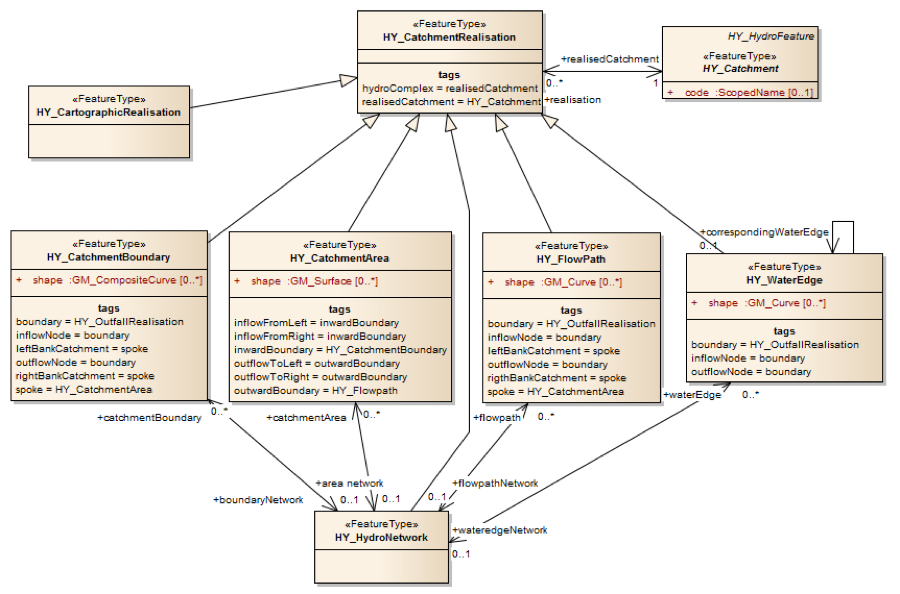 «FeatureType»
HY_CatchmentRealisation
tags
hydroComplex = realisedCatchment
realisedCatchment = HY_Catchment
HY_HydroFeature
«FeatureType»
HY_Catchment
+ code :ScopedName [0..1]
+realisedCatchment
0..*
1
+realisation
«FeatureType»
HY_CartographicRealisation
«FeatureType»
HY_CatchmentBoundary
+ shape :GM_CompositeCurve [0..*]
tags
boundary = HY_OutfallRealisation
inflowNode = boundary
leftBankCatchment = spoke
outflowNode = boundary
rightBankCatchment = spoke
spoke = HY_CatchmentArea
«FeatureType»
HY_CatchmentArea
+ shape :GM_Surface [0..*]
tags
inflowFromLeft = inwardBoundary
inflowFromRight = inwardBoundary
inwardBoundary = HY_CatchmentBoundary
outflowToLeft = outwardBoundary
outflowToRight = outwardBoundary
outwardBoundary = HY_Flowpath
«FeatureType»
HY_FlowPath
+ shape :GM_Curve [0..*]
tags
boundary = HY_OutfallRealisation
inflowNode = boundary
leftBankCatchment = spoke
outflowNode = boundary
rigthBankCatchment = spoke
spoke = HY_CatchmentArea
+correspondingWaterEdge
0..1
«FeatureType»
HY_WaterEdge
+ shape :GM_Curve [0..*]
tags
boundary = HY_OutfallRealisation
inflowNode = boundary
outflowNode = boundary
+catchmentBoundary
0..*
+catchmentArea
0..*
+flowpath
0..*
+waterEdge
0..*
+boundaryNetwork
0..1
+area network
0..1
+flowpathNetwork
0..1
+wateredgeNetwork
0..1
«FeatureType»
HY_HydroNetwork